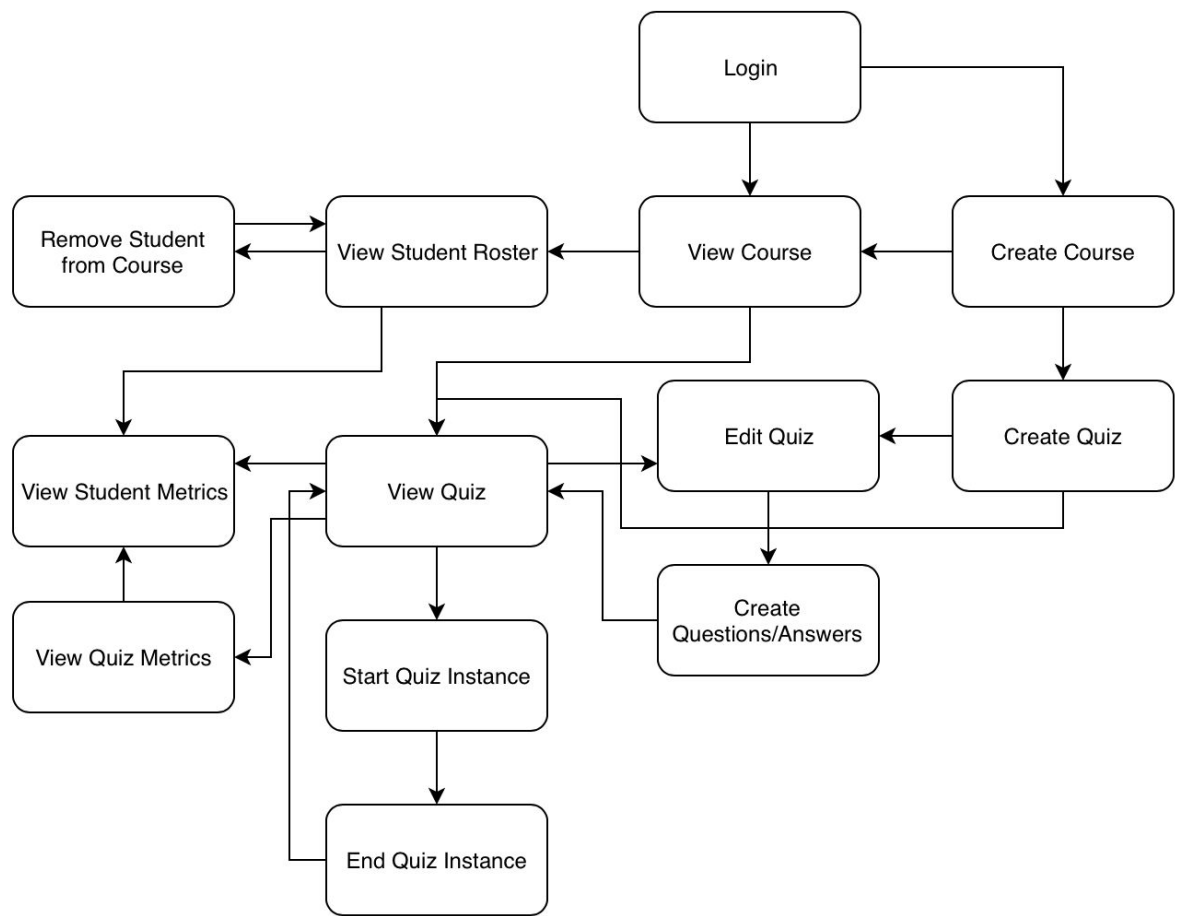 Login
Remove Student
from Course
View Student Roster
View Course
Create Course
View Student Metrics
View Quiz
Edit Quiz
Create Quiz
View Quiz Metrics
Start Quiz Instance
Create
Questions/Answers
End Quiz Instance